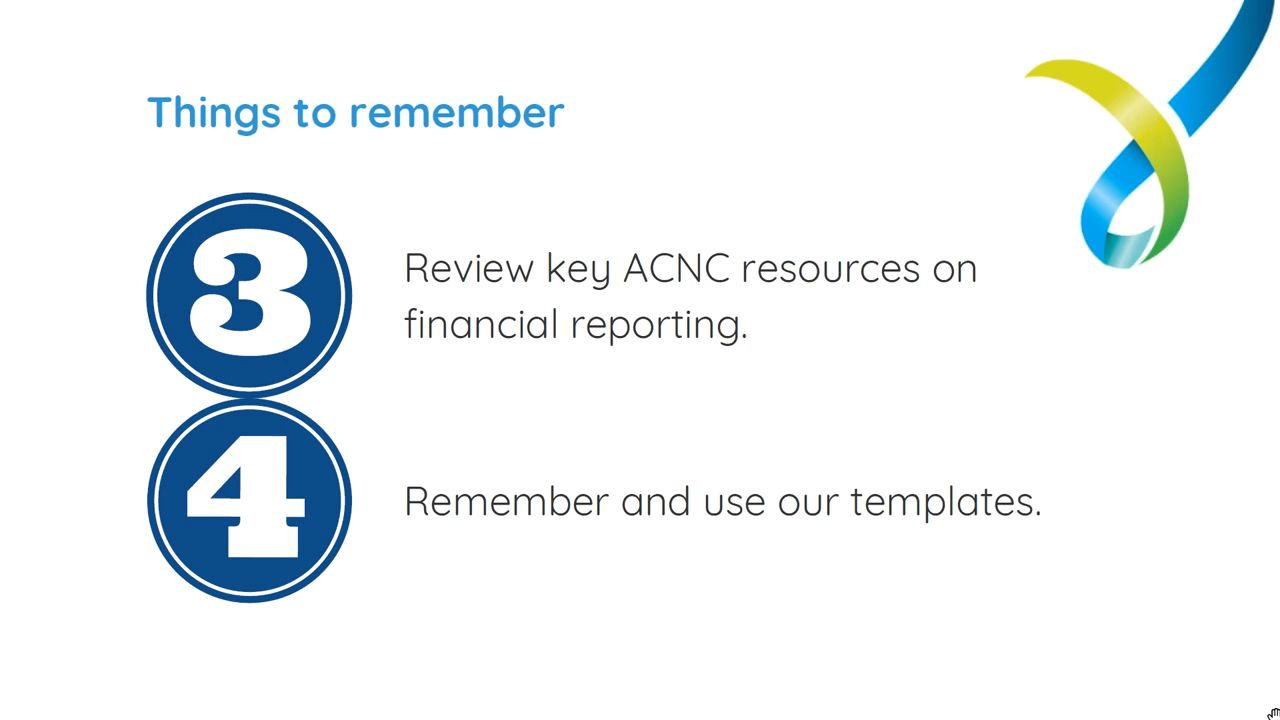 Things to remember
3
Review key ACNC resources on
financial reporting.
4
Remember and use our templates.